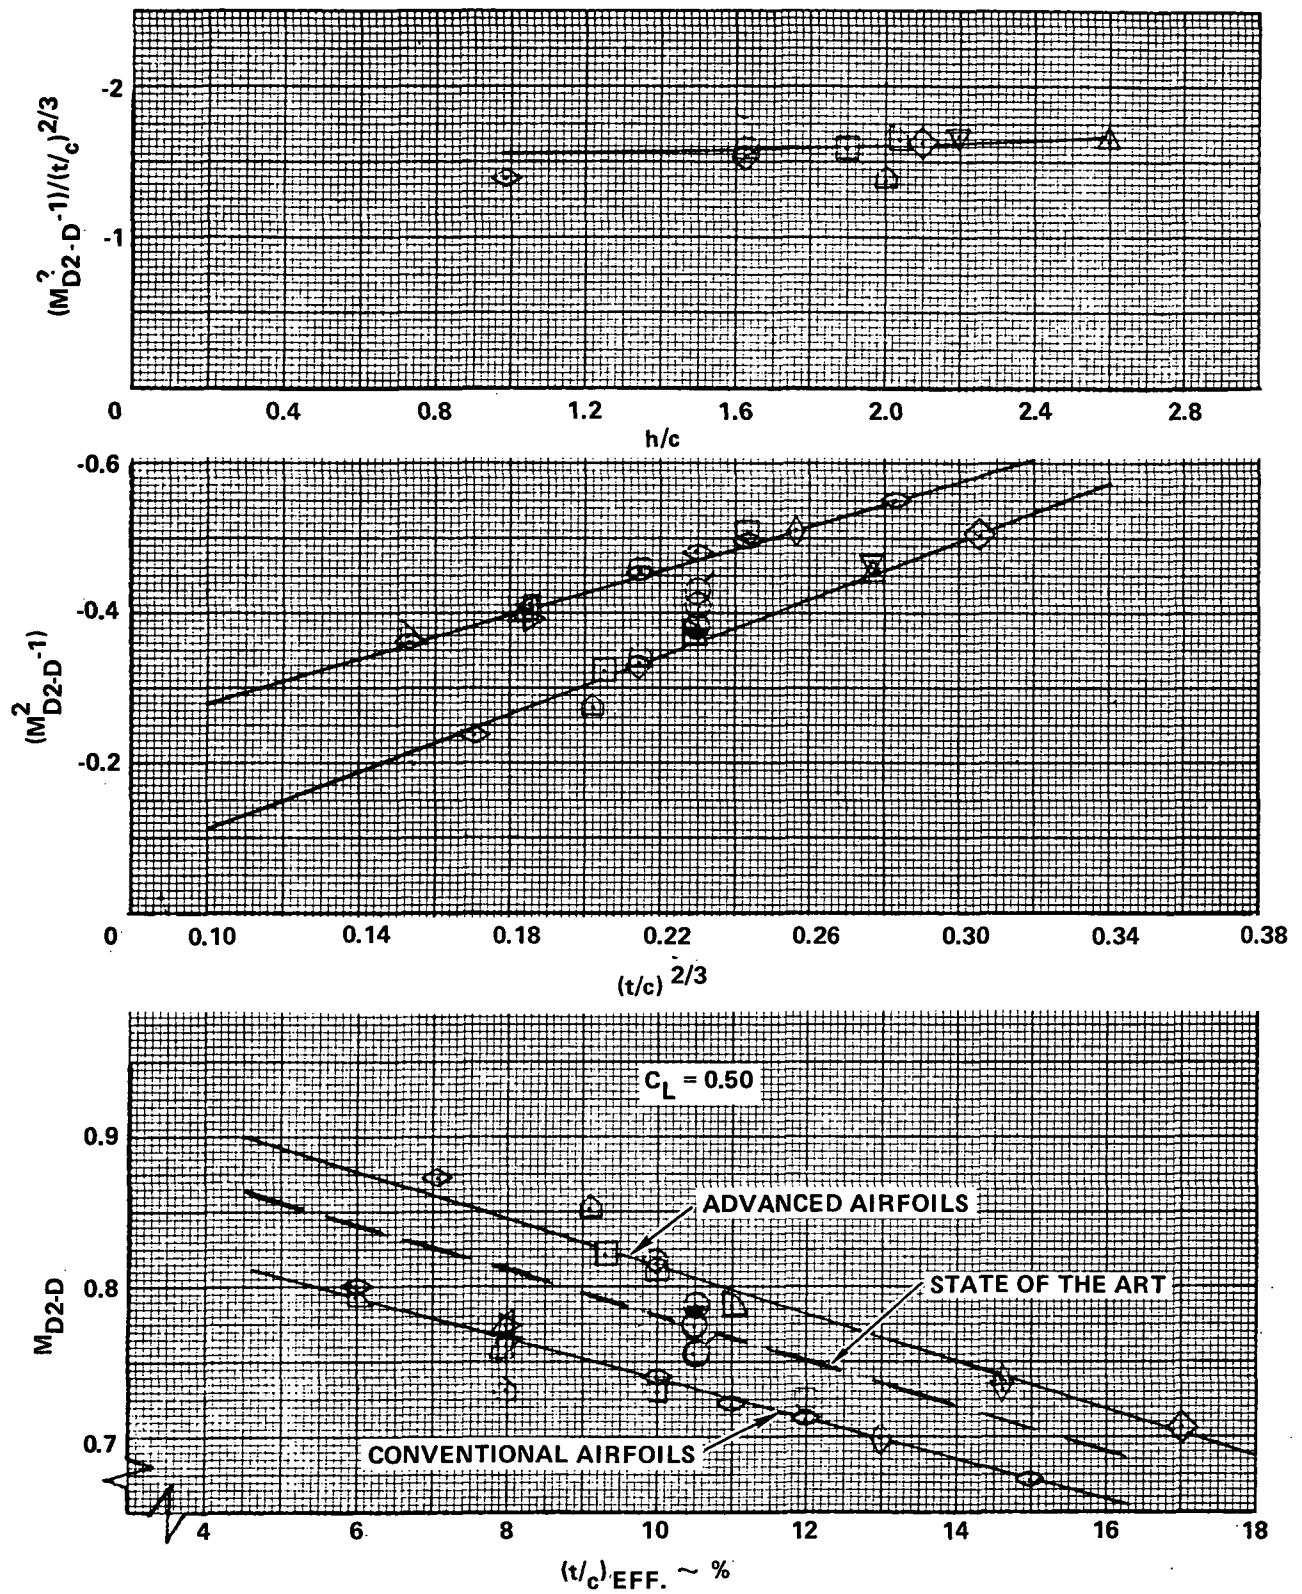 -2
-1
(M?D2-D-1)/(t/c)2/3
0 0.4 0.8 1.2 1.6 2.0 2.4 2.8
h/c
-0.6
-0.4
-0.2
(M2D2-D-1)
0 0.10 0.14 0.18 0.22 0.26 0.30 0.34 0.38
(t/c) 2/3
CL = 0.50
0.9
0.8
0.7
MD2-D
ADVANCED AIRFOILS
STATE OF THE ART
CONVENTIONAL AIRFOILS
4 6 8 10 12 14 16 18
(t/c)EFF. ~ %